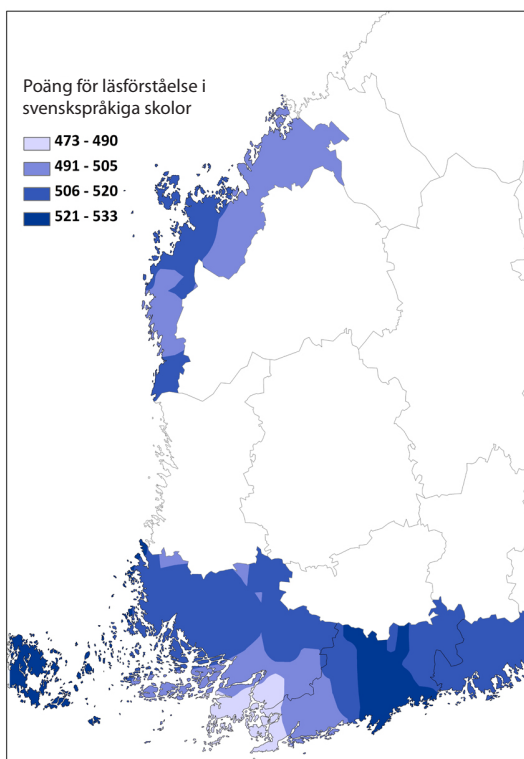 Poäng för läsförståelse i
svenskspråkiga skolor
473 - 490
491 - 505
506 - 520
521 - 533